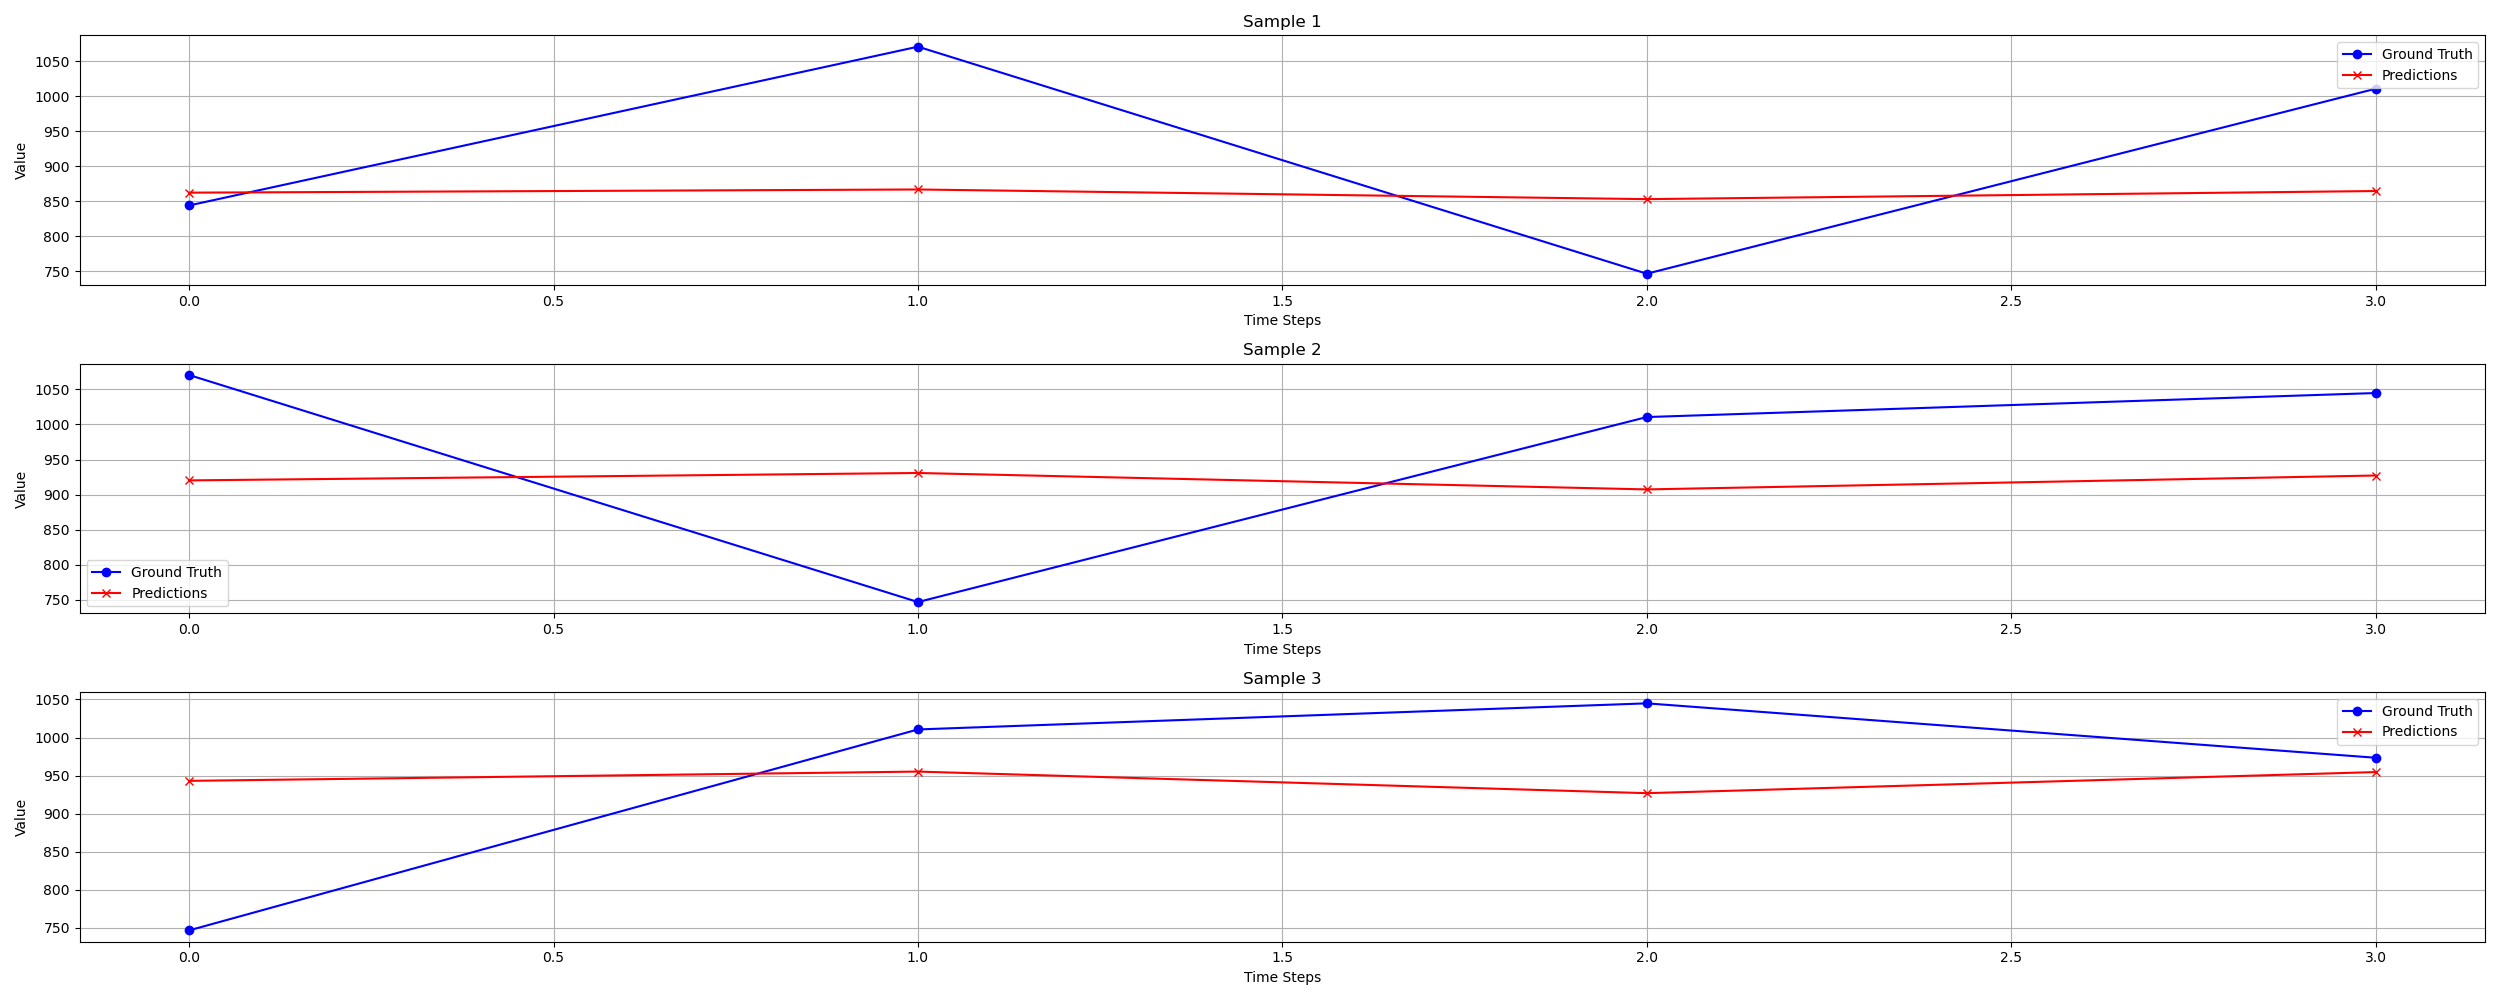 Sample 1
1050
1000
950
900
850
800
750
Value
Ground Truth
Predictions
0.0 0.5 1.0 1.5 2.0 2.5 3.0
Time Steps
Sample 2
1050
1000
950
900
850
800
750
Value
Ground Truth
Predictions
0.0 0.5 1.0 1.5 2.0 2.5 3.0
Time Steps
Sample 3
1050
1000
950
900
850
800
750
Value
Ground Truth
Predictions
0.0 0.5 1.0 1.5 2.0 2.5 3.0
Time Steps